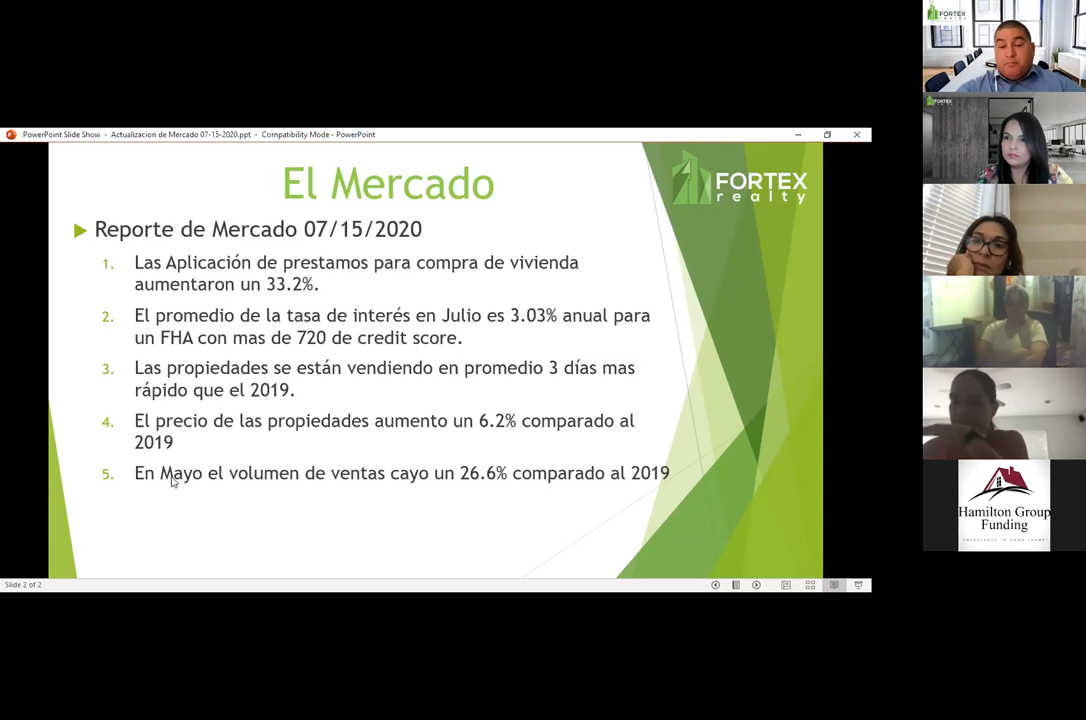 PowerPoint Slide Show - Actualizacion de Mercado 07-15-2020.ppt - Compatibility Mode - PowerPoint
El Mercado
FORTEX
realty
Reporte de Mercado 07/15/2020
1. Las Aplicación de prestamos para compra de vivienda
aumentaron un 33.2%.
2. El promedio de la tasa de interés en Julio es 3.03% anual para
un FHA con mas de 720 de credit score.
3. Las propiedades se están vendiendo en promedio 3 días mas
rápido que el 2019.
4. El precio de las propiedades aumento un 6.2% comparado al
2019
5. En Mayo el volumen de ventas cayo un 26.6% comparado al 2019
Slide 2 of 2
FORTEX
FORTEX
Hamilton Group
Funding